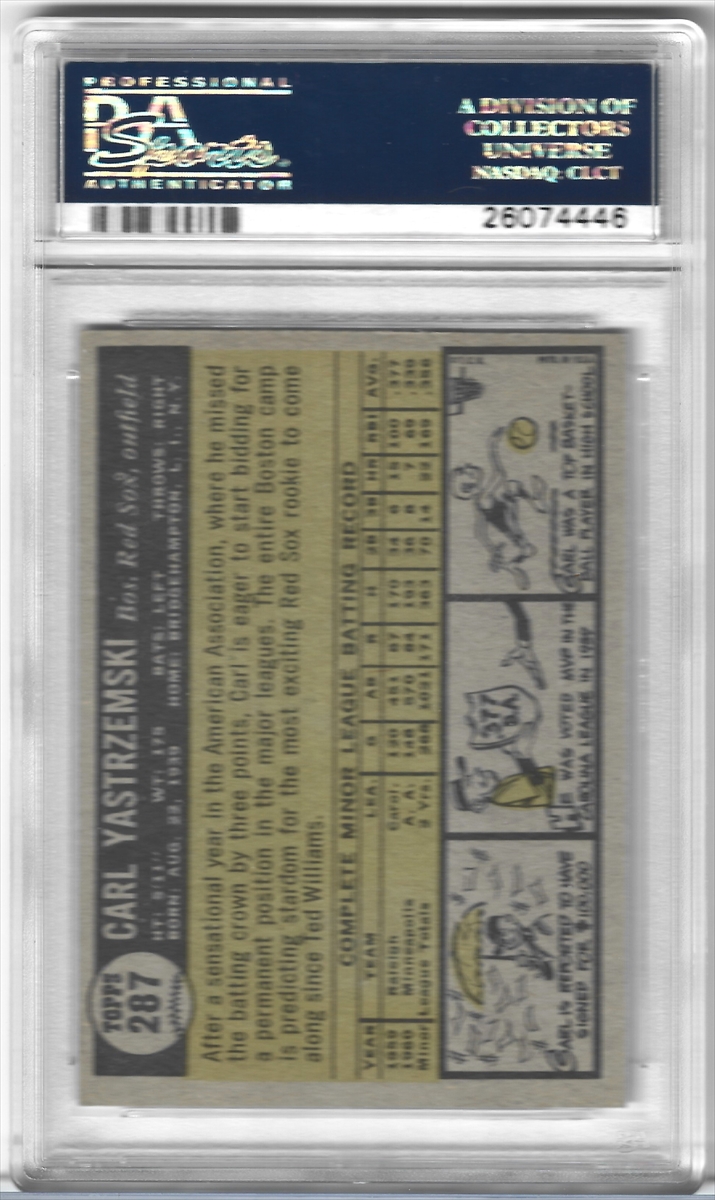 PROFESSIONAL
PSA
Sports.
AUTHENTICATOR
A DIVISION OF
COLLECTORS
UNIVERSE
NASDAQ: CLCT
26074446
TOPPS
287
CARL YASTRZEMSKI Bos. Red Sox, outfield
HT: 5'11" WT: 175 BATS: LEFT THROWS: RIGHT
BORN: AUG. 22, 1939 HOME: BRIDGEHAMPTON, L. I., N.Y.
After a sensational year in the American Association, where he missed
the batting crown by three points, Carl is eager to start bidding for
a permanent position in the major leagues. The entire Boston camp
is predicting stardom for the most exciting Red Sox rookie to come
along since Ted Williams.
COMPLETE MINOR LEAGUE BATTING RECORD
YEAR TEAM LEA G AB R H 2B 3B HR RBI AVG.
1959 Raleigh Caro. 120 451 87 170 34 6 15 100 .377
1960 Minneapolis A. A. 148 570 84 193 36 8 7 69 .339
Minor League Totals 2 Yrs. 268 1021 171 363 70 14 22 169 .356
CARL IS REPORTED TO HAVE
SIGNED FOR $100,000
.377
B.A.
HE WAS VOTED MVP IN THE
CAROLINA LEAGUE IN 1959
CARL WAS A TOP BASKET-
BALL PLAYER IN HIGH SCHOOL